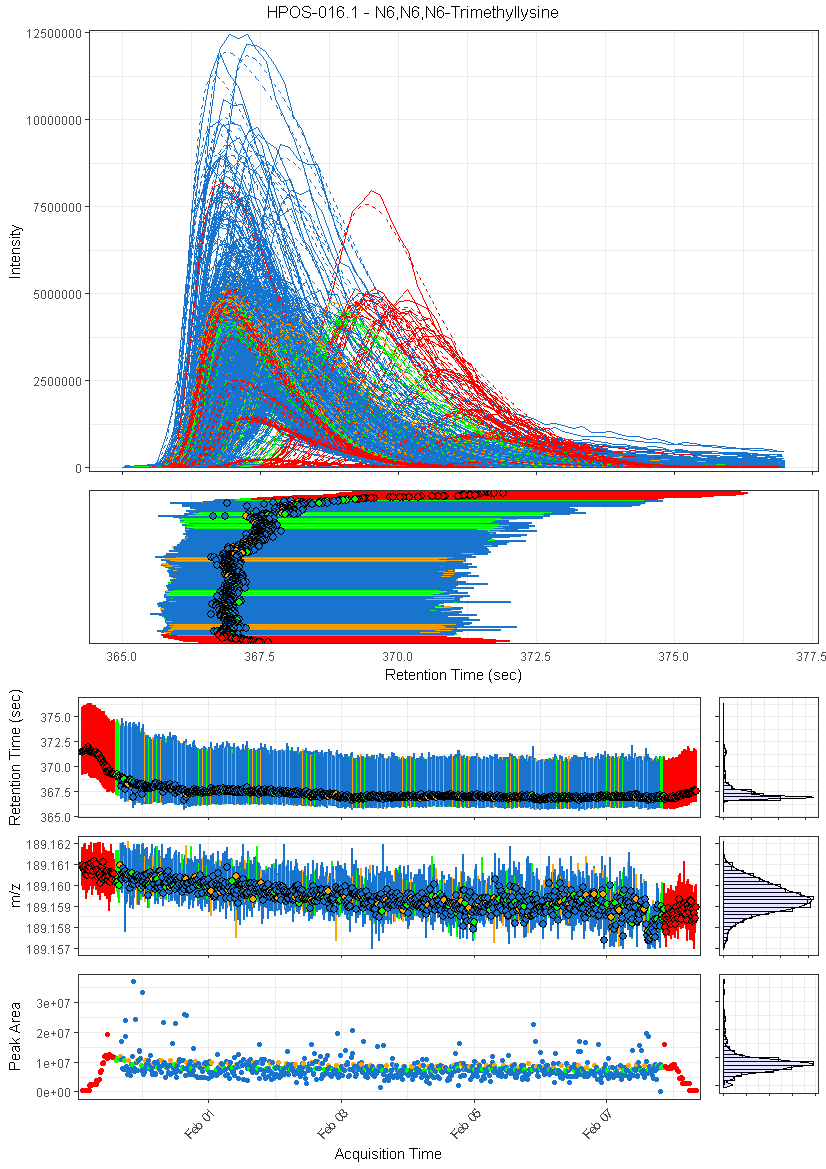 HPOS-016.1 - N6,N6,N6-Trimethyllysine
12500000
10000000
7500000
5000000
2500000
0
Intensity
365.0 367.5 370.0 372.5 375.0 377.5
Retention Time (sec)
375.0
372.5
370.0
367.5
365.0
Retention Time (sec)
189.162
189.161
189.160
189.159
189.158
189.157
m/z
3e+07
2e+07
1e+07
0e+00
Peak Area
Feb 01 Feb 03 Feb 05 Feb 07
Acquisition Time